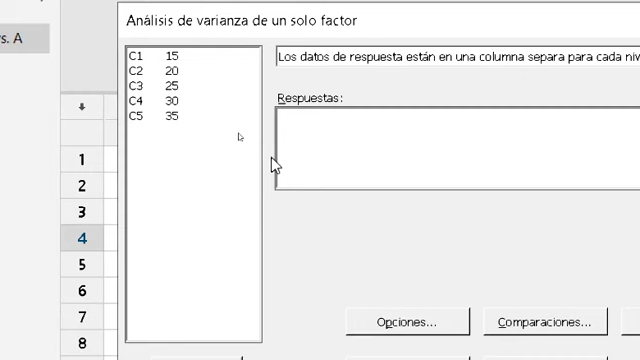 Análisis de varianza de un solo factor
s. A
C1 15
C2 20
C3 25
C4 30
C5 35
Los datos de respuesta están en una columna separa para cada
Respuestas:
1
2
3
4
5
6
7
8
Opciones...
Comparaciones...